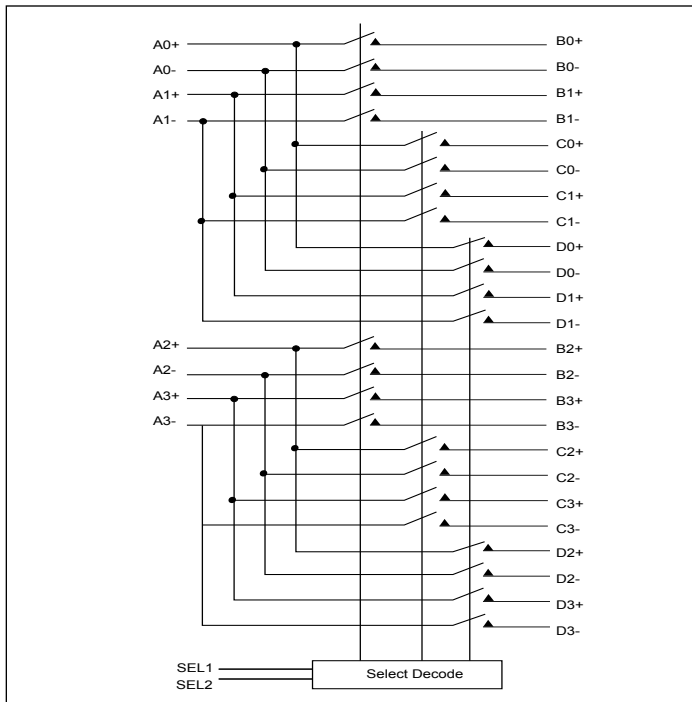 A0+ B0+
A0- B0-
A1+ B1+
A1- B1-
C0+
C0-
C1+
C1-
D0+
D0-
D1+
D1-
A2+ B2+
A2- B2-
A3+ B3+
A3- B3-
C2+
C2-
C3+
C3-
D2+
D2-
D3+
D3-
SEL1
SEL2
Select Decode